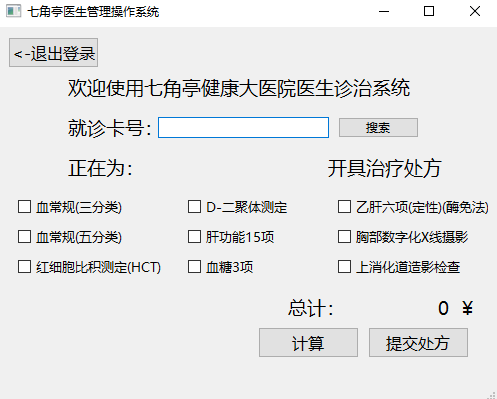 七角亭医生管理操作系统
<-退出登录
欢迎使用七角亭健康大医院医生诊治系统
就诊卡号：
搜索
正在为： 开具治疗处方
血常规(三分类) D-二聚体测定 乙肝六项(定性)(酶免法)
血常规(五分类) 肝功能15项 胸部数字化X线摄影
红细胞比积测定(HCT) 血糖3项 上消化道造影检查
总计： 0 ￥
计算 提交处方